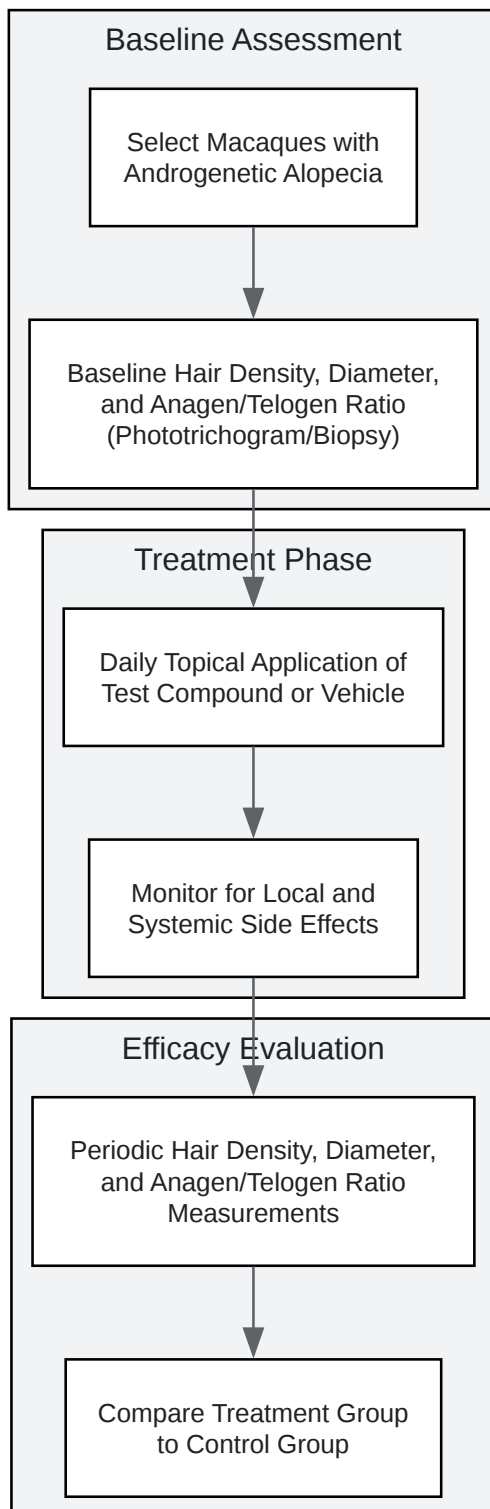 Baseline Assessment
Select Macaques with
Androgenetic Alopecia
Baseline Hair Density, Diameter,
and Anagen/Telogen Ratio
(Phototrichogram/Biopsy)
Treatment Phase
Daily Topical Application of
Test Compound or Vehicle
Monitor for Local and
Systemic Side Effects
Efficacy Evaluation
Periodic Hair Density, Diameter,
and Anagen/Telogen Ratio
Measurements
Compare Treatment Group
to Control Group